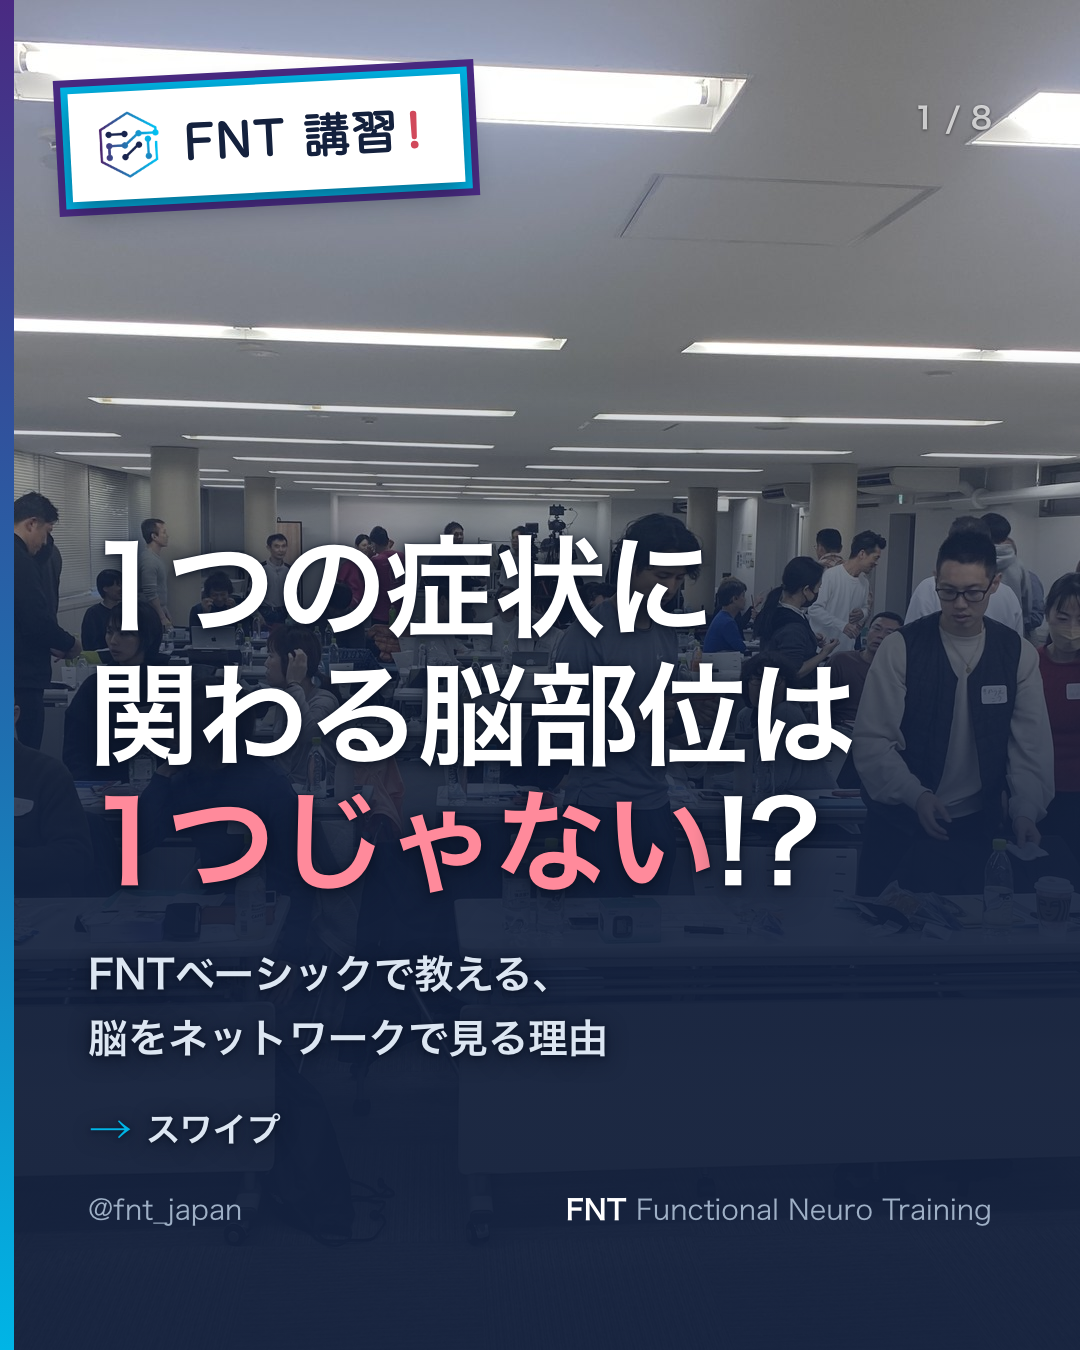 FNT 講習!
1 / 8
1つの症状に
関わる脳部位は
1つじゃない!?
FNTベーシックで教える、
脳をネットワークで見る理由
→ スワイプ
@fnt_japan
FNT Functional Neuro Training